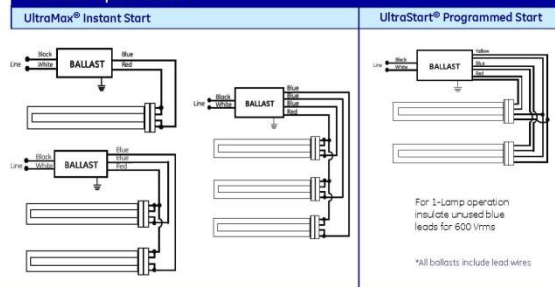 UltraMax® Instant Start
UltraStart® Programmed Start
Line
Black
White
BALLAST
Blue
Red
Line
Black
White
BALLAST
Blue
Blue
Red
Line
Black
White
BALLAST
Blue
Blue
Blue
Red
Line
Black
White
BALLAST
Yellow
Blue
Red
For 1-Lamp operation
insulate unused blue
leads for 600 Vrms
*All ballasts include lead wires